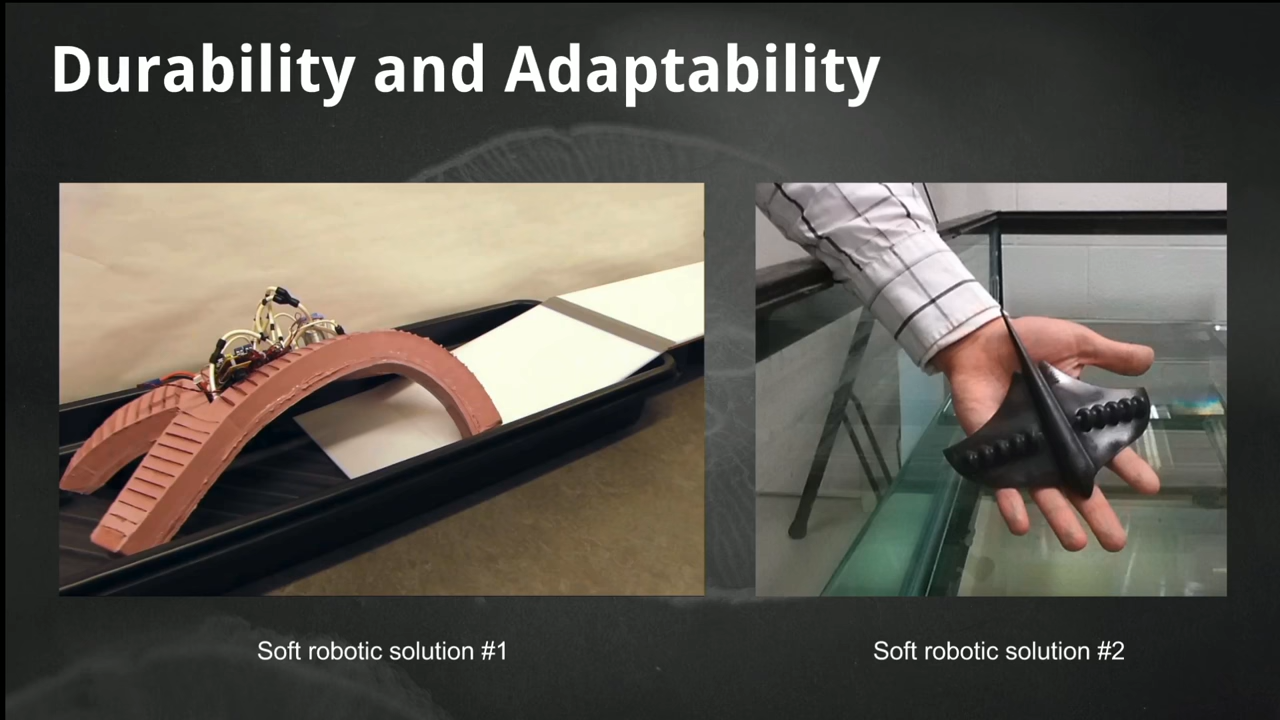 Durability and Adaptability
Soft robotic solution #1
Soft robotic solution #2